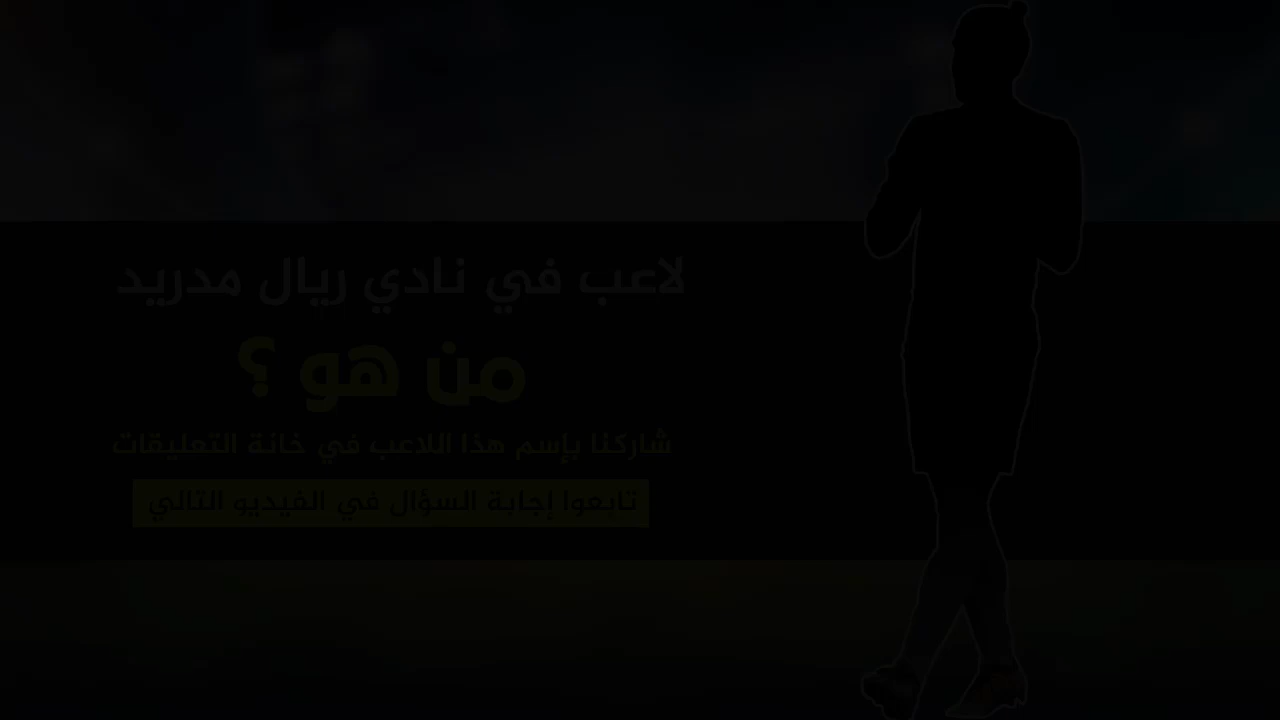 لاعب في نادي ريال مدريد
من هو ؟
شاركنا بإسم هذا اللاعب في خانة التعليقات
تابعوا إجابة السؤال في الفيديو التالي